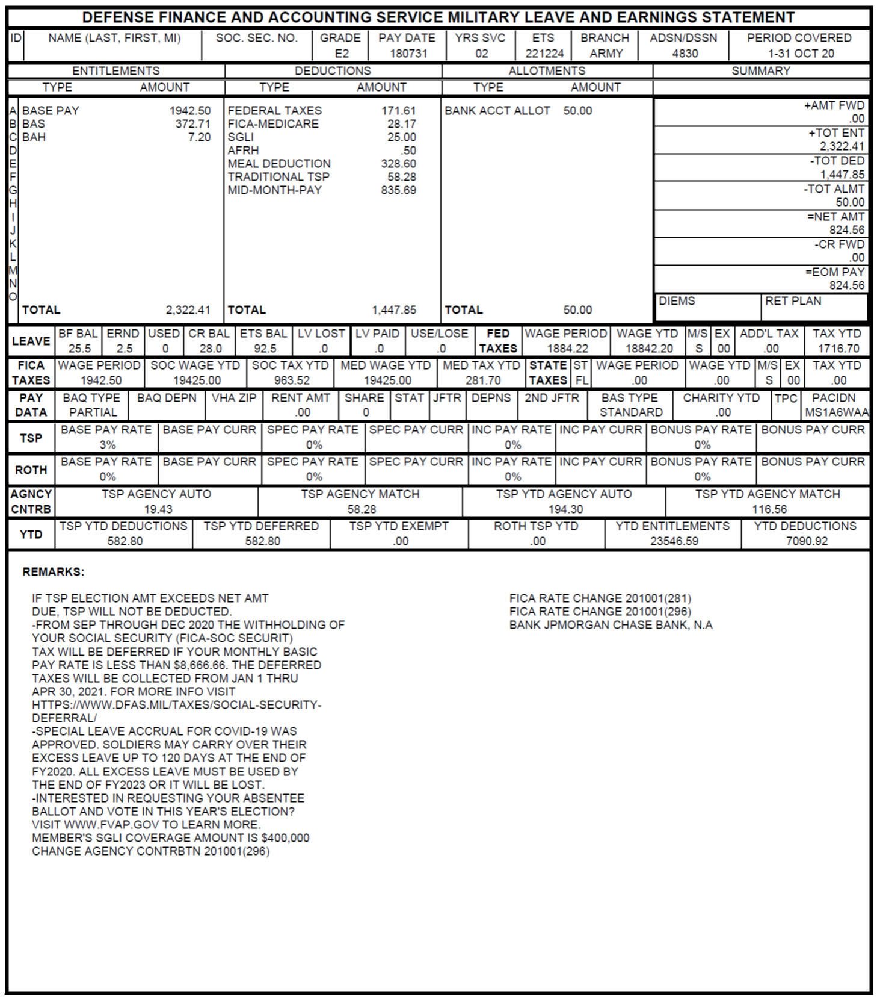 DEFENSE FINANCE AND ACCOUNTING SERVICE MILITARY LEAVE AND EARNINGS STATEMENT
ID NAME (LAST, FIRST, MI) SOC. SEC. NO. GRADE PAY DATE YRS SVC ETS BRANCH ADSN/DSSN PERIOD COVERED
E2 180731 02 221224 ARMY 4830 1-31 OCT 20
ENTITLEMENTS DEDUCTIONS ALLOTMENTS SUMMARY
TYPE AMOUNT TYPE AMOUNT TYPE AMOUNT
+AMT FWD
.00
A BASE PAY 1942.50 FEDERAL TAXES 171.61 BANK ACCT ALLOT 50.00
B BAS 372.71 FICA-MEDICARE 28.17
+TOT ENT
2,322.41
C BAH 7.20 SGLI 25.00
D AFRH .50
-TOT DED
1,447.85
E MEAL DEDUCTION 328.60
F TRADITIONAL TSP 58.28
G MID-MONTH-PAY 835.69
-TOT ALMT
50.00
H
I
=NET AMT
824.56
J
K
-CR FWD
.00
L
M
=EOM PAY
824.56
N
O
DIEMS RET PLAN
TOTAL 2,322.41 TOTAL 1,447.85 TOTAL 50.00
LEAVE BF BAL ERND USED CR BAL ETS BAL LV LOST LV PAID USE/LOSE FED TAXES WAGE PERIOD WAGE YTD M/S EX ADD'L TAX TAX YTD
25.5 2.5 0 28.0 92.5 .0 .0 .0 1884.22 18842.20 S 00 .00 1716.70
FICA TAXES WAGE PERIOD SOC WAGE YTD SOC TAX YTD MED WAGE YTD MED TAX YTD STATE TAXES ST WAGE PERIOD WAGE YTD M/S EX TAX YTD
1942.50 19425.00 963.52 19425.00 281.70 FL .00 .00 S 00 .00
PAY DATA BAQ TYPE BAQ DEPN VHA ZIP RENT AMT SHARE STAT JFTR DEPNS 2ND JFTR BAS TYPE CHARITY YTD TPC PACIDN
PARTIAL .00 0 STANDARD .00 MS1A6WAA
TSP BASE PAY RATE BASE PAY CURR SPEC PAY RATE SPEC PAY CURR INC PAY RATE INC PAY CURR BONUS PAY RATE BONUS PAY CURR
3% 0% 0% 0%
ROTH BASE PAY RATE BASE PAY CURR SPEC PAY RATE SPEC PAY CURR INC PAY RATE INC PAY CURR BONUS PAY RATE BONUS PAY CURR
0% 0% 0% 0%
AGNCY CNTRB TSP AGENCY AUTO TSP AGENCY MATCH TSP YTD AGENCY AUTO TSP YTD AGENCY MATCH
19.43 58.28 194.30 116.56
YTD TSP YTD DEDUCTIONS TSP YTD DEFERRED TSP YTD EXEMPT ROTH TSP YTD YTD ENTITLEMENTS YTD DEDUCTIONS
582.80 582.80 .00 .00 23546.59 7090.92
REMARKS:
IF TSP ELECTION AMT EXCEEDS NET AMT
DUE, TSP WILL NOT BE DEDUCTED.
-FROM SEP THROUGH DEC 2020 THE WITHHOLDING OF
YOUR SOCIAL SECURITY (FICA-SOC SECURIT)
TAX WILL BE DEFERRED IF YOUR MONTHLY BASIC
PAY RATE IS LESS THAN $8,666.66. THE DEFERRED
TAXES WILL BE COLLECTED FROM JAN 1 THRU
APR 30, 2021. FOR MORE INFO VISIT
HTTPS://WWW.DFAS.MIL/TAXES/SOCIAL-SECURITY-
DEFERRAL/
-SPECIAL LEAVE ACCRUAL FOR COVID-19 WAS
APPROVED. SOLDIERS MAY CARRY OVER THEIR
EXCESS LEAVE UP TO 120 DAYS AT THE END OF
FY2020. ALL EXCESS LEAVE MUST BE USED BY
THE END OF FY2023 OR IT WILL BE LOST.
-INTERESTED IN REQUESTING YOUR ABSENTEE
BALLOT AND VOTE IN THIS YEAR'S ELECTION?
VISIT WWW.FVAP.GOV TO LEARN MORE.
MEMBER'S SGLI COVERAGE AMOUNT IS $400,000
CHANGE AGENCY CONTRBTN 201001(296)
FICA RATE CHANGE 201001(281)
FICA RATE CHANGE 201001(296)
BANK JPMORGAN CHASE BANK, N.A